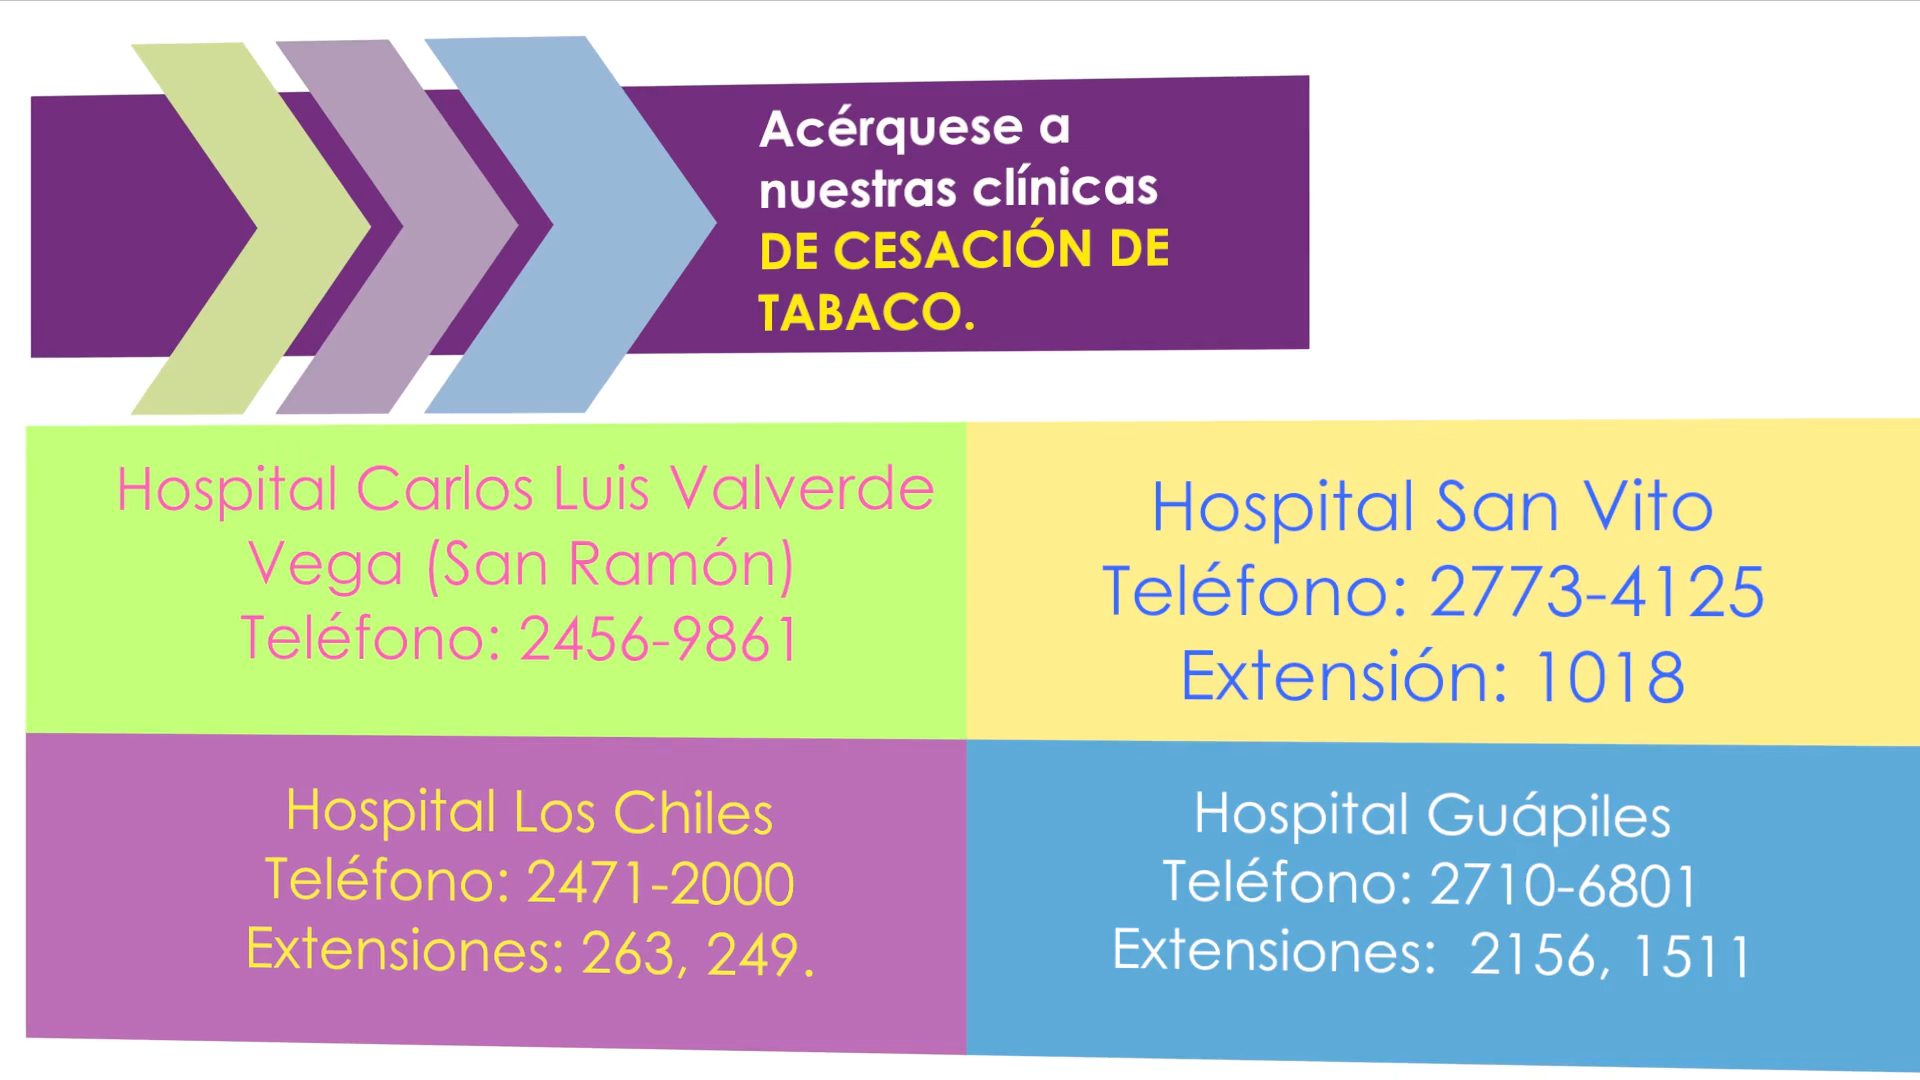 Acérquese a
nuestras clínicas
DE CESACIÓN DE
TABACO.
Hospital Carlos Luis Valverde
Vega (San Ramón)
Teléfono: 2456-9861
Hospital San Vito
Teléfono: 2773-4125
Extensión: 1018
Hospital Los Chiles
Teléfono: 2471-2000
Extensiones: 263, 249.
Hospital Guápiles
Teléfono: 2710-6801
Extensiones: 2156, 1511